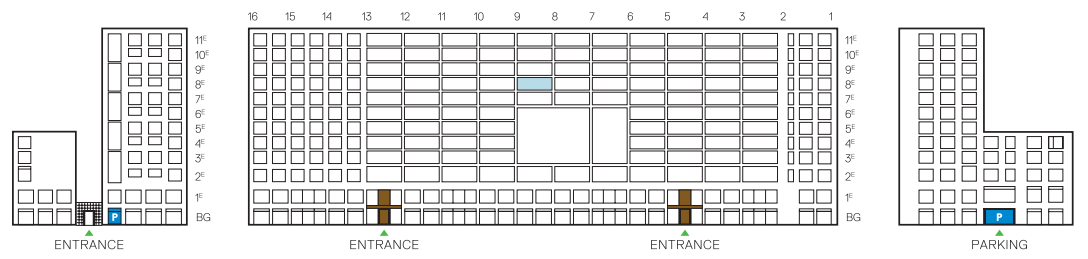 16 15 14 13 12 11 10 9 8 7 6 5 4 3 2 1
11E 11E
10E 10E
9E 9E
8E 8E
7E 7E
6E 6E
5E 5E
4E 4E
3E 3E
2E 2E
1E 1E
P BG BG P
ENTRANCE ENTRANCE ENTRANCE PARKING